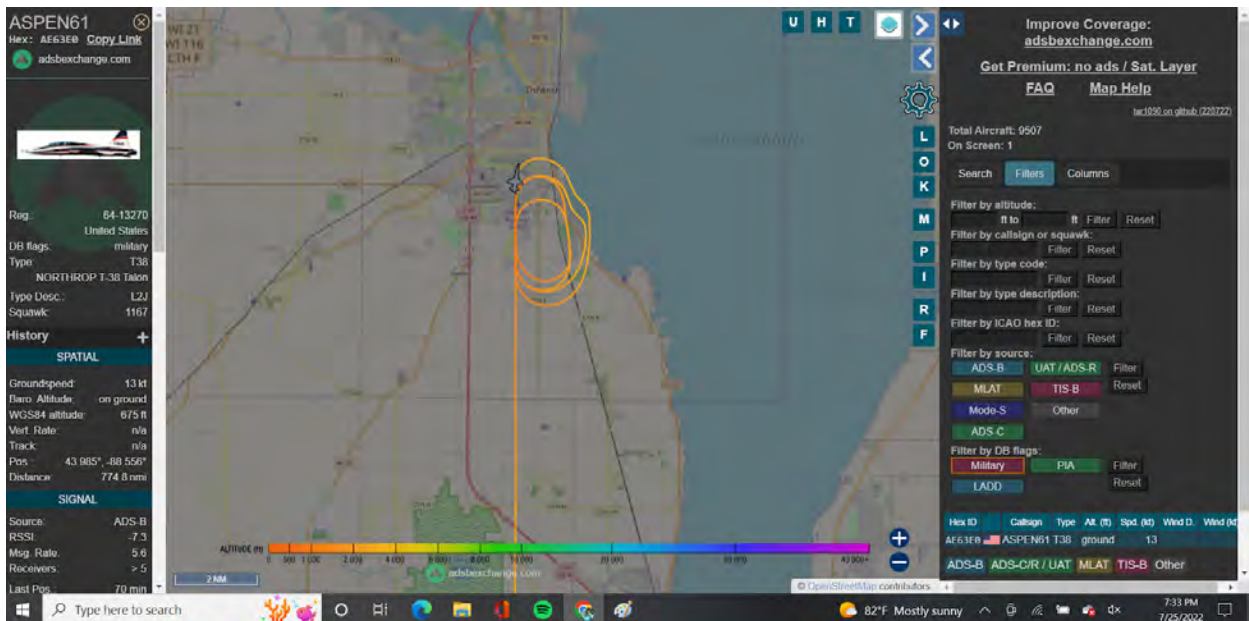 ASPEN61
Hex: AE63E0 Copy Link
adsbexchange.com
Reg.: 64-13270
United States
DB flags: military
Type: T38
NORTHROP T-38 Talon
Type Desc.: L2J
Squawk: 1167
History +
SPATIAL
Groundspeed: 13 kt
Baro. Altitude: on ground
WGS84 altitude: 675 ft
Vert. Rate: n/a
Track: n/a
Pos.: 43.985°, -88.556°
Distance: 774.8 nmi
SIGNAL
Source: ADS-B
RSSI: -7.3
Msg. Rate: 5.6
Receivers: > 5
Last Pos.: 70 min
WI 21
WI 116
CTH F
Oshkosh
U H T
L
O
K
M
P
I
R
F
ALTITUDE (ft)
0 500 1 000 2 000 4 000 6 000 8 000 10 000 20 000 30 000 40 000+
adsbexchange.com
2 NM
© OpenStreetMap contributors
Improve Coverage:
adsbexchange.com
Get Premium: no ads / Sat. Layer
FAQ Map Help
tar1090 on github (220722)
Total Aircraft: 9507
On Screen: 1
Search Filters Columns
Filter by altitude:
ft to ft Filter Reset
Filter by callsign or squawk:
Filter Reset
Filter by type code:
Filter Reset
Filter by type description:
Filter Reset
Filter by ICAO hex ID:
Filter Reset
Filter by source:
ADS-B UAT / ADS-R Filter
MLAT TIS-B Reset
Mode-S Other
ADS-C
Filter by DB flags:
Military PIA Filter
LADD Reset
Hex ID Callsign Type Alt. (ft) Spd. (kt) Wind D. Wind (kt
AE63E0 ASPEN61 T38 ground 13
ADS-B ADS-C/R / UAT MLAT TIS-B Other
Type here to search
82°F Mostly sunny
7:33 PM
7/25/2022